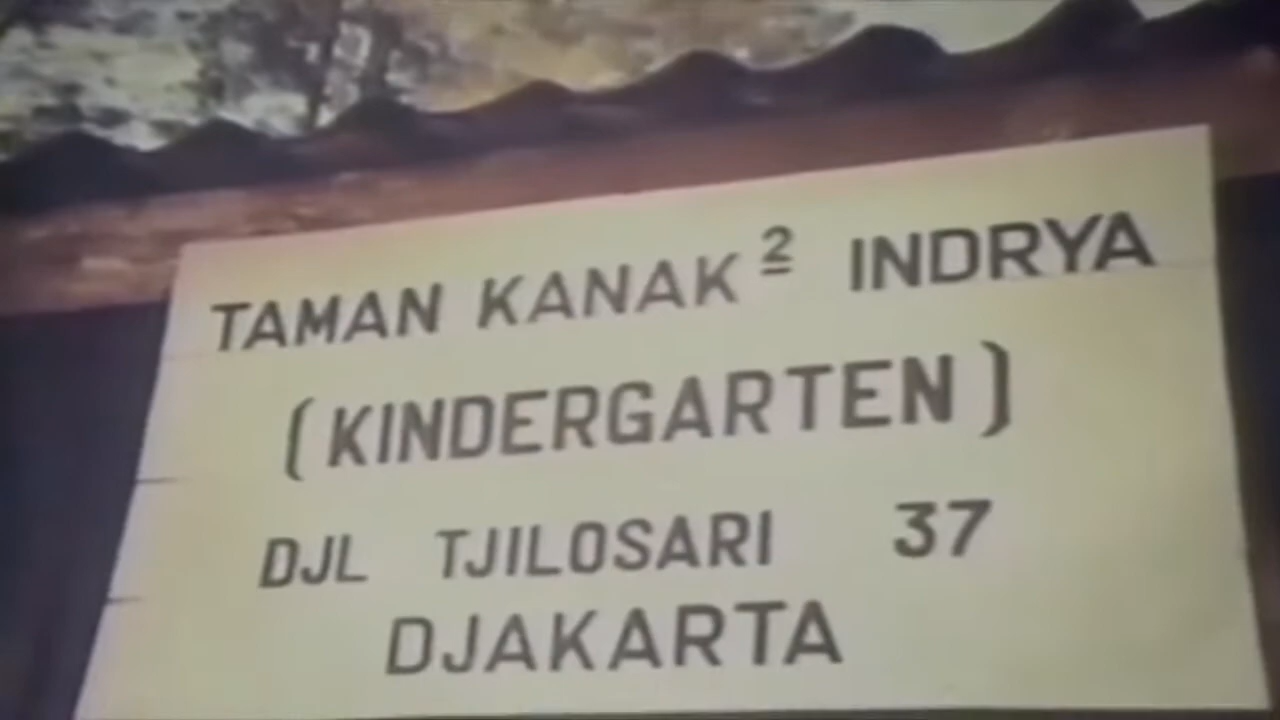 TAMAN KANAK² INDRYA
(KINDERGARTEN)
DJL TJILOSARI 37
DJAKARTA